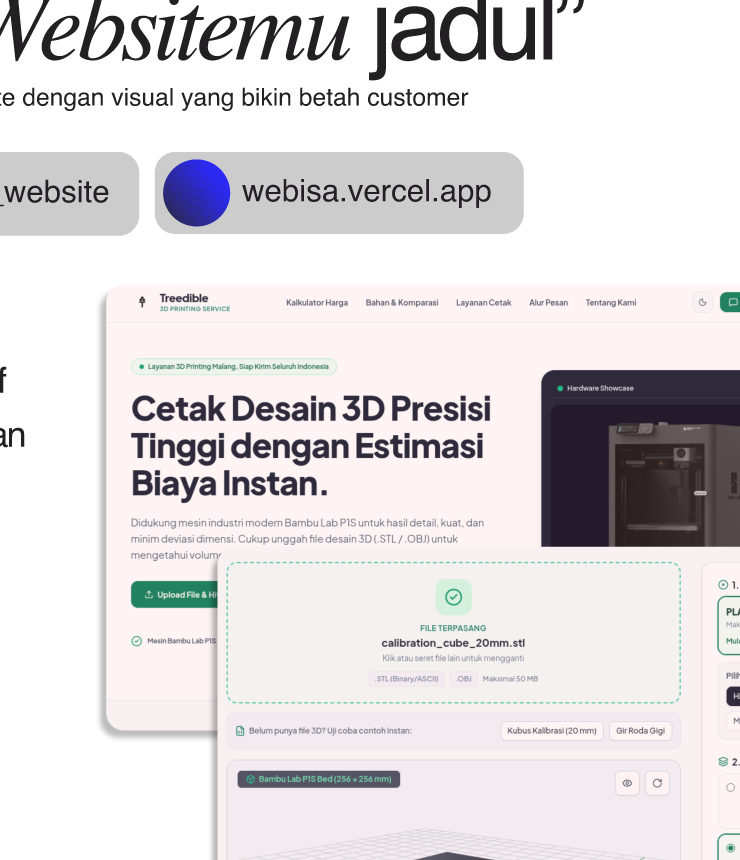 Websitemu jadul”
dengan visual yang bikin betah customer
_website
webisa.vercel.app
Treedible
3D PRINTING SERVICE
Kalkulator Harga
Bahan & Komparasi
Layanan Cetak
Alur Pesan
Tentang Kami
Layanan 3D Printing Malang, Siap Kirim Seluruh Indonesia
Hardware Showcase
Cetak Desain 3D Presisi
Tinggi dengan Estimasi
Biaya Instan.
Didukung mesin industri modern Bambu Lab P1S untuk hasil detail, kuat, dan
minim deviasi dimensi. Cukup unggah file desain 3D (.STL / .OBJ) untuk
mengetahui
Upload File &
Mesin Bambu Lab P1S
FILE TERPASANG
calibration_cube_20mm.stl
Klik atau seret file lain untuk mengganti
.STL (Binary/ASCII)
.OBJ
Maksimal 50 MB
Belum punya file 3D? Uji coba contoh instan:
Kubus Kalibrasi (20 mm)
Gir Roda Gigi
Bambu Lab P1S Bed (256 × 256 mm)
1.
2.